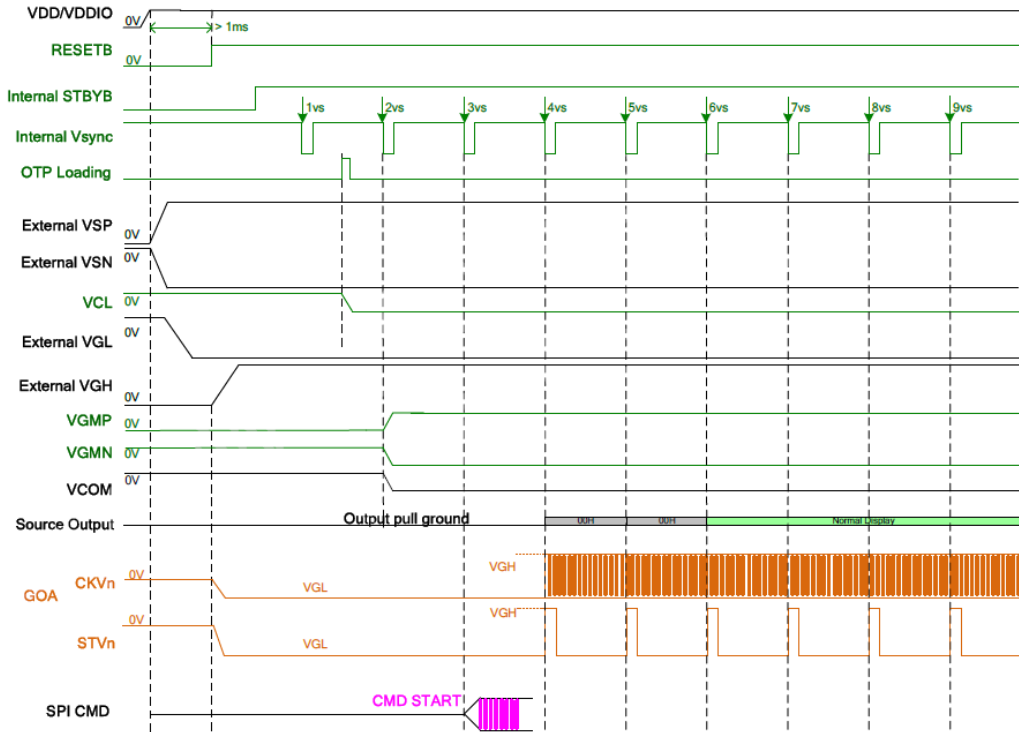 VDD/VDDIO 0V > 1ms
RESETB 0V
Internal STBYB
1vs 2vs 3vs 4vs 5vs 6vs 7vs 8vs 9vs
Internal Vsync
OTP Loading
External VSP 0V
External VSN 0V
VCL 0V
External VGL 0V
External VGH 0V
VGMP 0V
VGMN 0V
VCOM 0V
Source Output Output pull ground 00H 00H Normal Display
GOA CKVn 0V VGL VGH
STVn 0V VGL VGH
SPI CMD CMD START